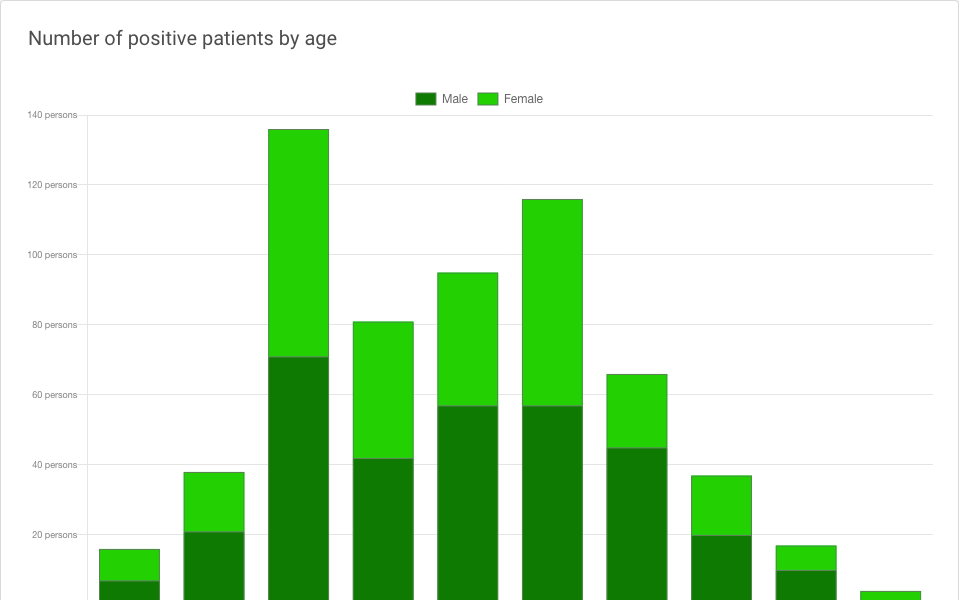 Number of positive patients by age
Male Female
140 persons
120 persons
100 persons
80 persons
60 persons
40 persons
20 persons